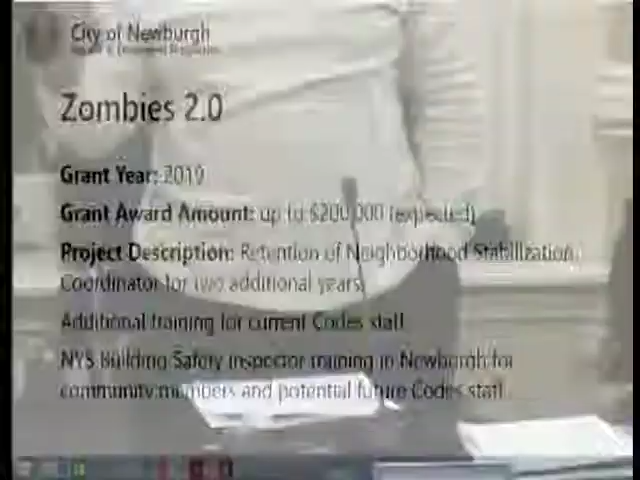 City of Newburgh
Zombies 2.0
Grant Year: 2019
Grant Award Amount: up to $200,000 (expected)
Project Description: Retention of Neighborhood Stabilization
Coordinator for two additional years
Additional training for current Codes staff
NYS Building Safety Inspector training in Newburgh for
community members and potential future Codes staff